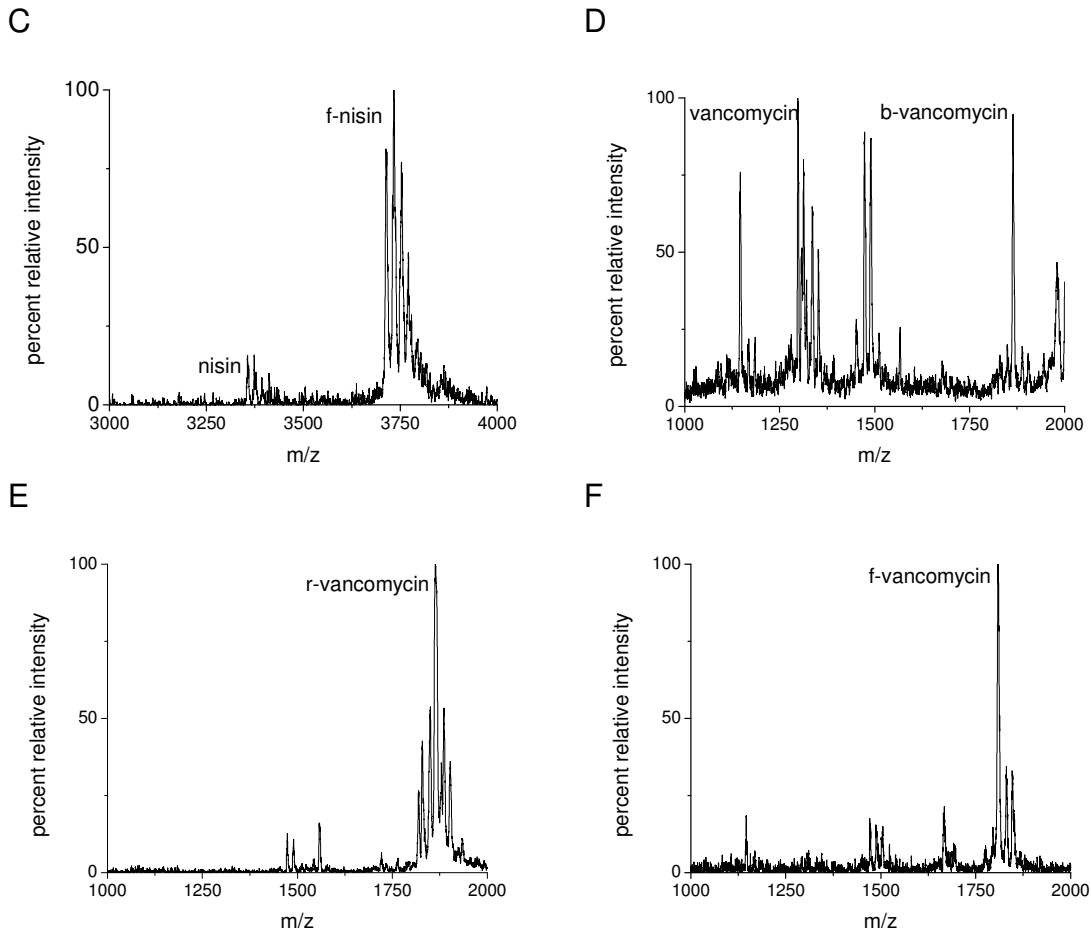 C
100
f-nisin
50
nisin
0
3000 3250 3500 3750 4000
m/z
percent relative intensity
D
100
vancomycin b-vancomycin
50
0
1000 1250 1500 1750 2000
m/z
percent relative intensity
E
100
r-vancomycin
50
0
1000 1250 1500 1750 2000
m/z
percent relative intensity
F
100
f-vancomycin
50
0
1000 1250 1500 1750 2000
m/z
percent relative intensity